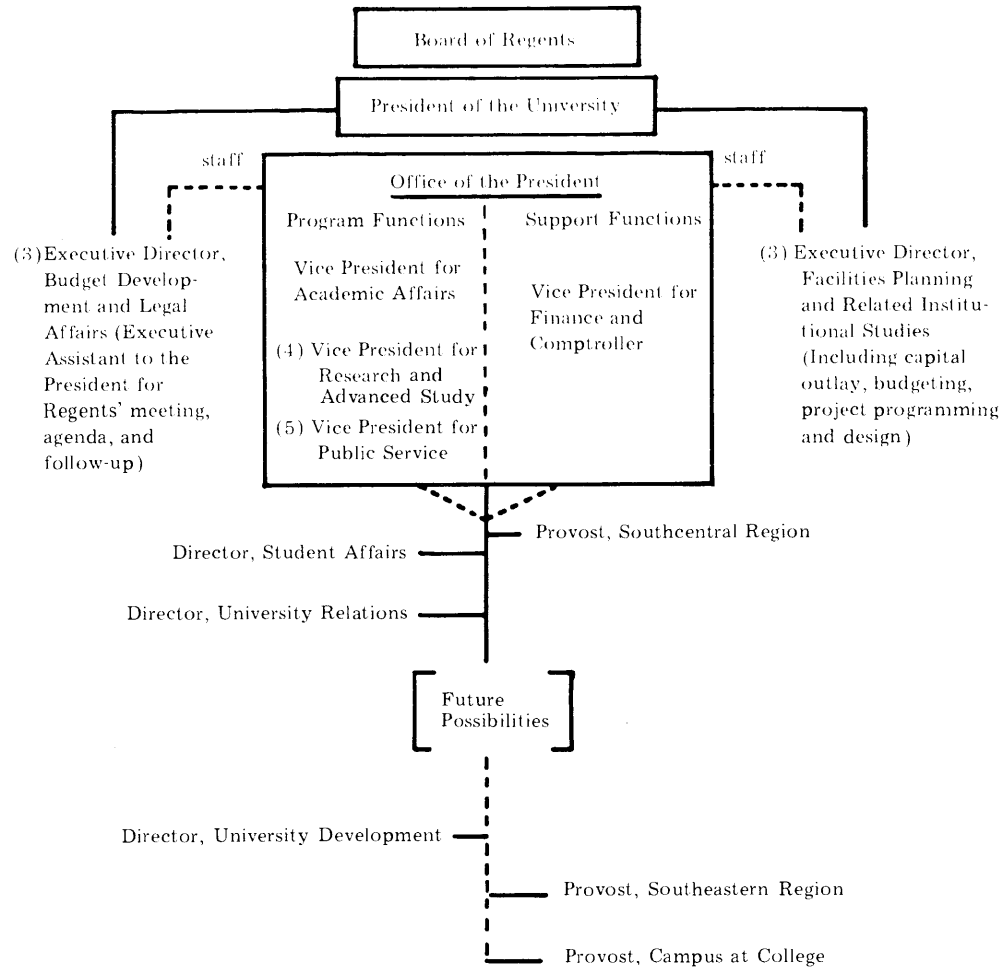 Board of Regents
President of the University
staff
staff
Office of the President
Program Functions
Support Functions
(3) Executive Director,
Budget Develop-
ment and Legal
Affairs (Executive
Assistant to the
President for
Regents' meeting,
agenda, and
follow-up)
Vice President for
Academic Affairs
(4) Vice President for
Research and
Advanced Study
(5) Vice President for
Public Service
Vice President for
Finance and
Comptroller
(3) Executive Director,
Facilities Planning
and Related Institu-
tional Studies
(Including capital
outlay, budgeting,
project programming
and design)
Provost, Southcentral Region
Director, Student Affairs
Director, University Relations
Future
Possibilities
Director, University Development
Provost, Southeastern Region
Provost, Campus at College